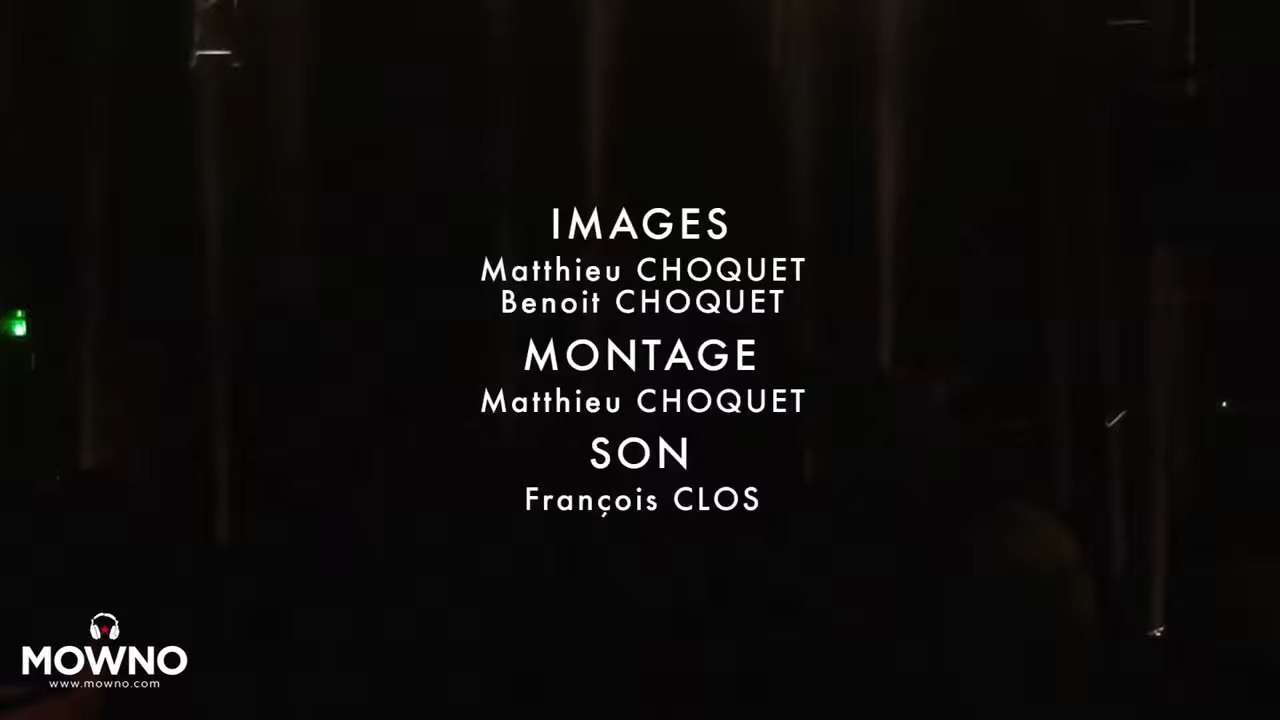 IMAGES
Matthieu CHOQUET
Benoit CHOQUET
MONTAGE
Matthieu CHOQUET
SON
François CLOS
MOWNO
www.mowno.com